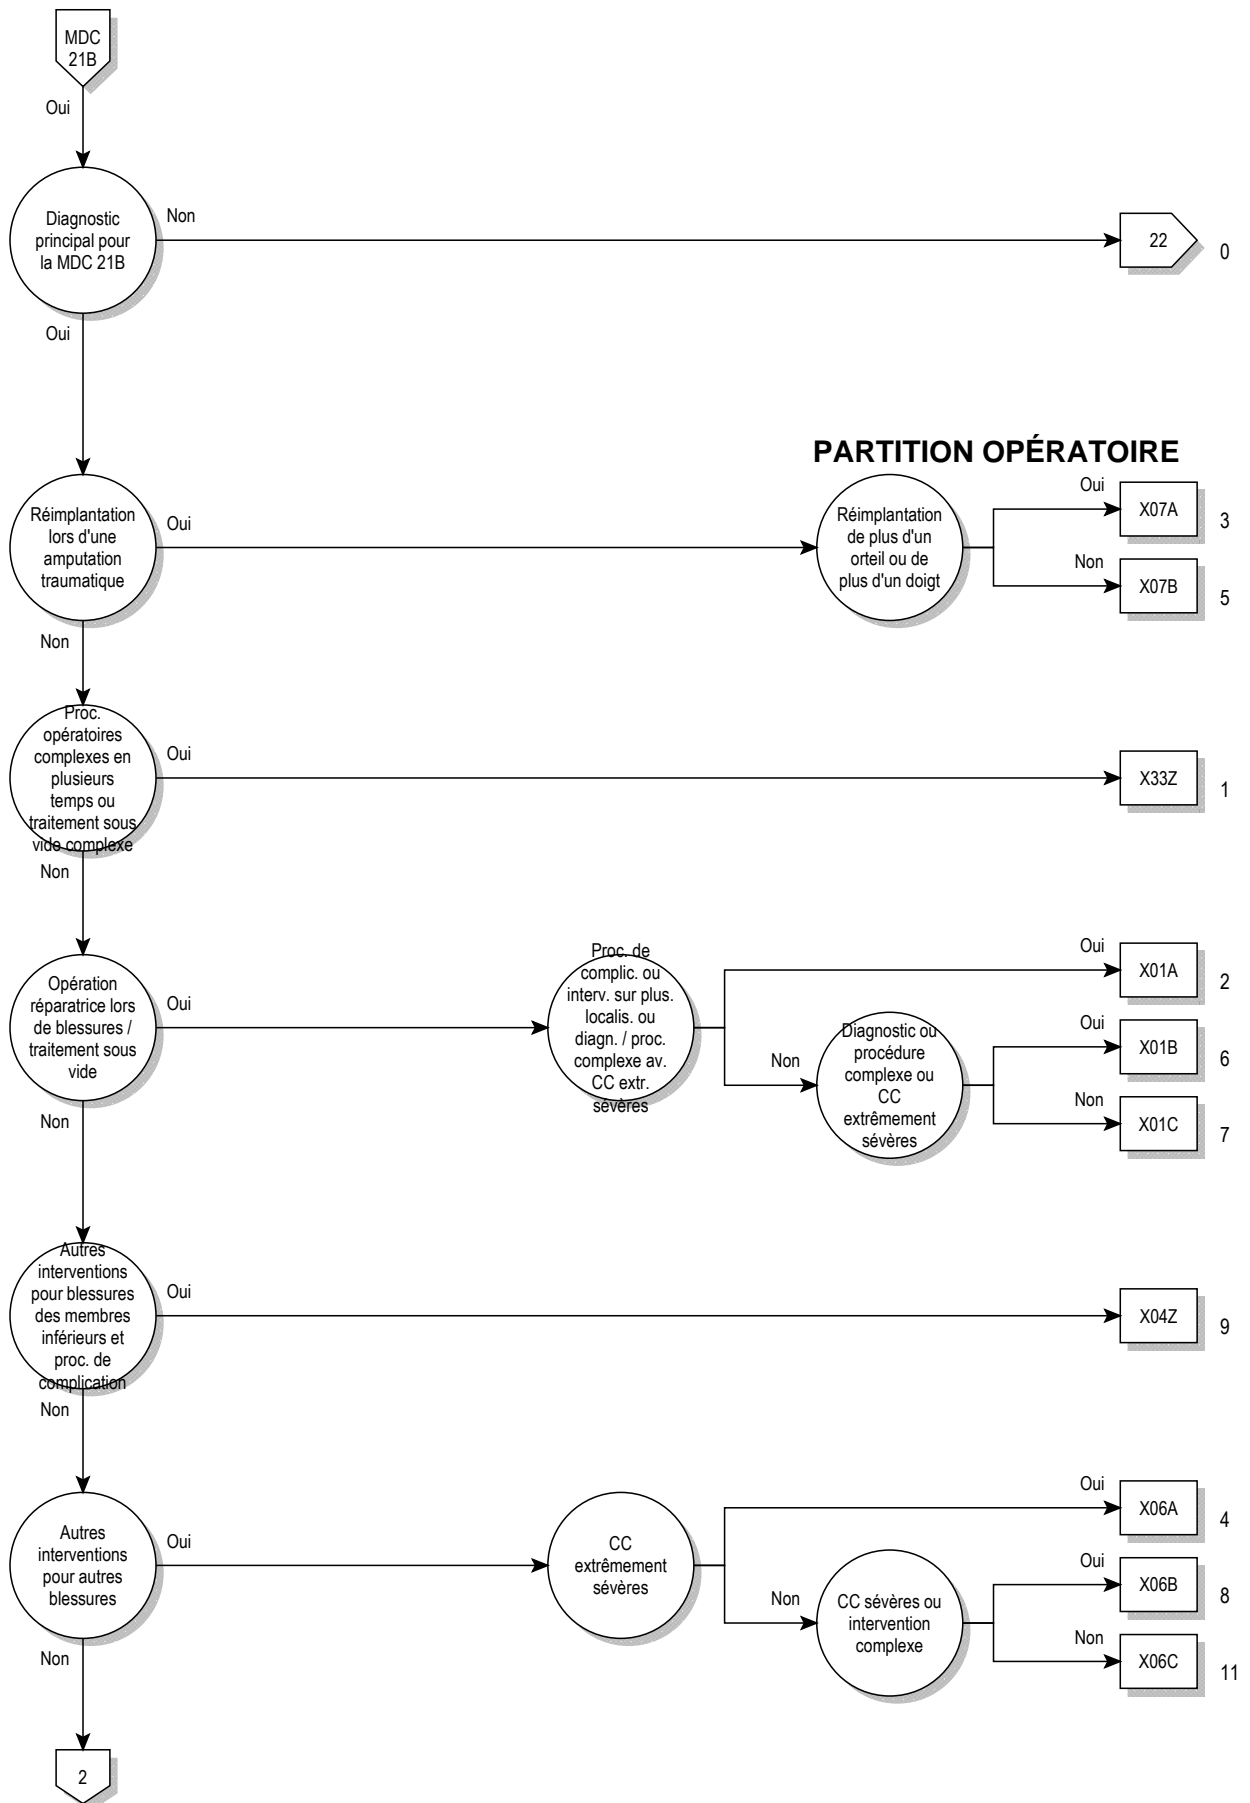 MDC
21B
Oui
Diagnostic
principal pour
la MDC 21B
Non
22
0
Oui
PARTITION OPÉRATOIRE
Réimplantation
lors d'une
amputation
traumatique
Oui
Réimplantation
de plus d'un
orteil ou de
plus d'un doigt
Oui
X07A
3
Non
X07B
5
Non
Proc.
opératoires
complexes en
plusieurs
temps ou
traitement sous
vide complexe
Oui
X33Z
1
Non
Opération
réparatrice lors
de blessures /
traitement sous
vide
Oui
Proc. de
complic. ou
interv. sur plus.
localis. ou
diagn. / proc.
complexe av.
CC extr.
sévères
Oui
X01A
2
Non
Diagnostic ou
procédure
complexe ou
CC
extrêmement
sévères
Oui
X01B
6
Non
X01C
7
Non
Autres
interventions
pour blessures
des membres
inférieurs et
proc. de
complication
Oui
X04Z
9
Non
Autres
interventions
pour autres
blessures
Oui
CC
extrêmement
sévères
Oui
X06A
4
Non
CC sévères ou
intervention
complexe
Oui
X06B
8
Non
X06C
11
Non
2